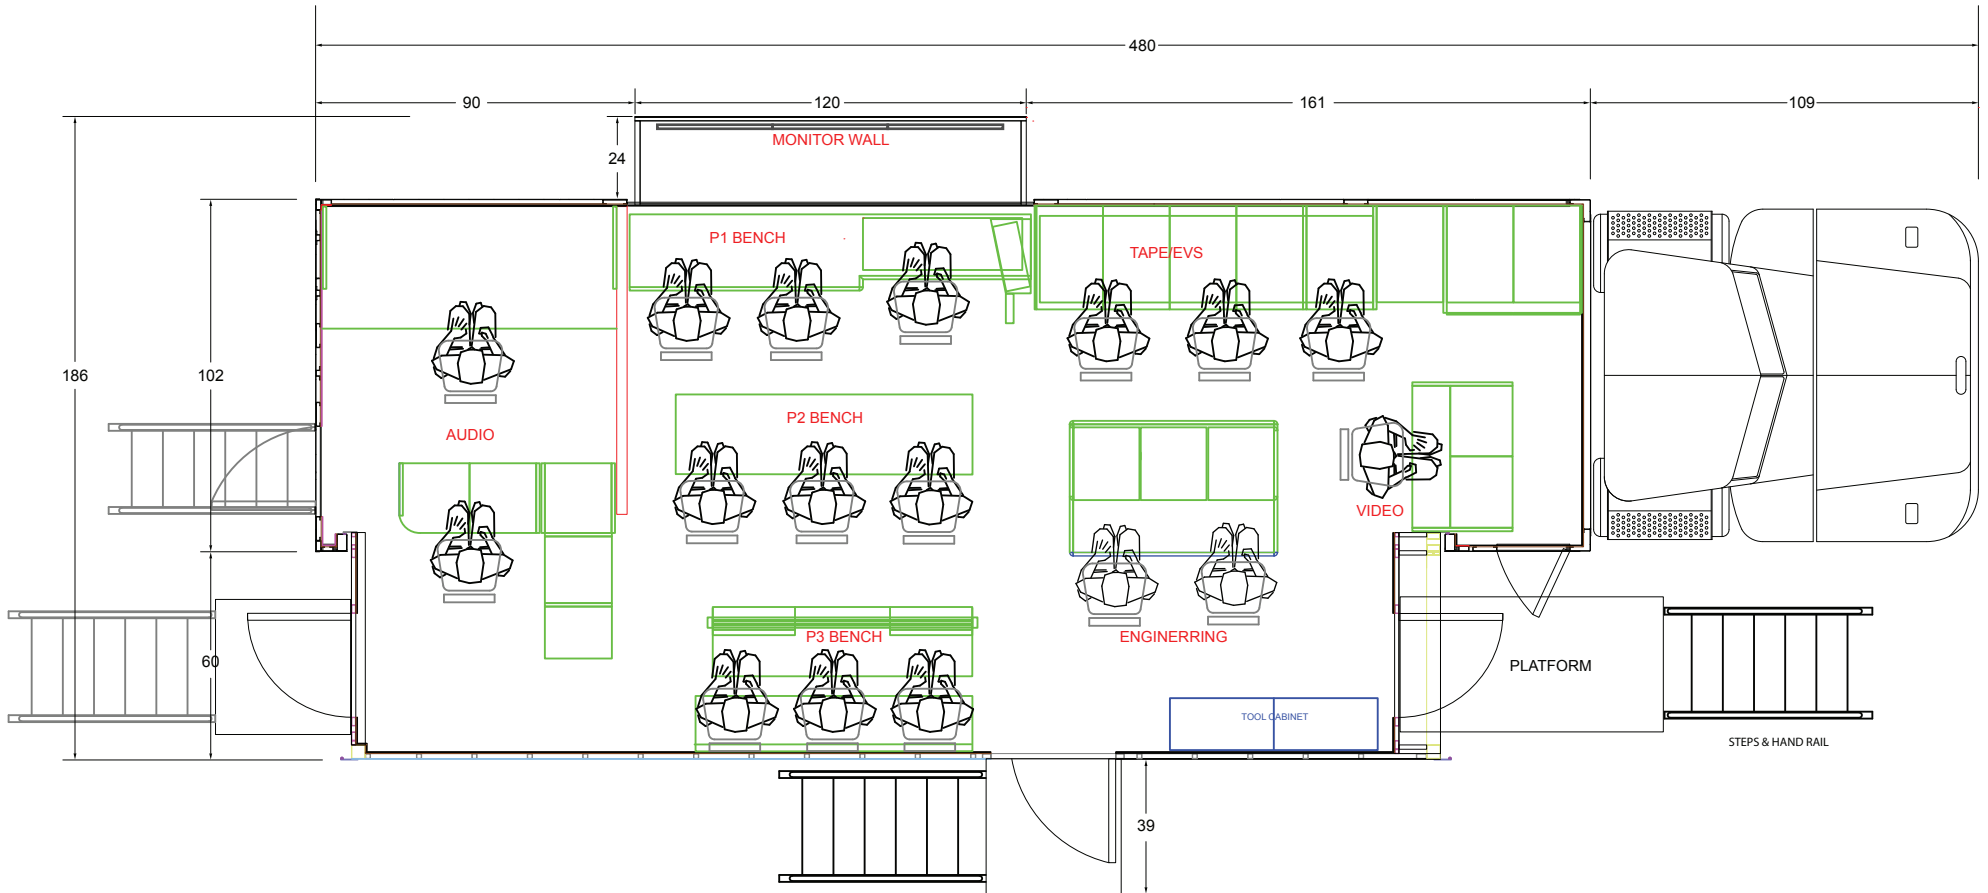 480
90
120
161
109
MONITOR WALL
24
P1 BENCH
TAPE/EVS
186
102
P2 BENCH
AUDIO
VIDEO
P3 BENCH
ENGINERRING
60
PLATFORM
TOOL CABINET
STEPS & HAND RAIL
39